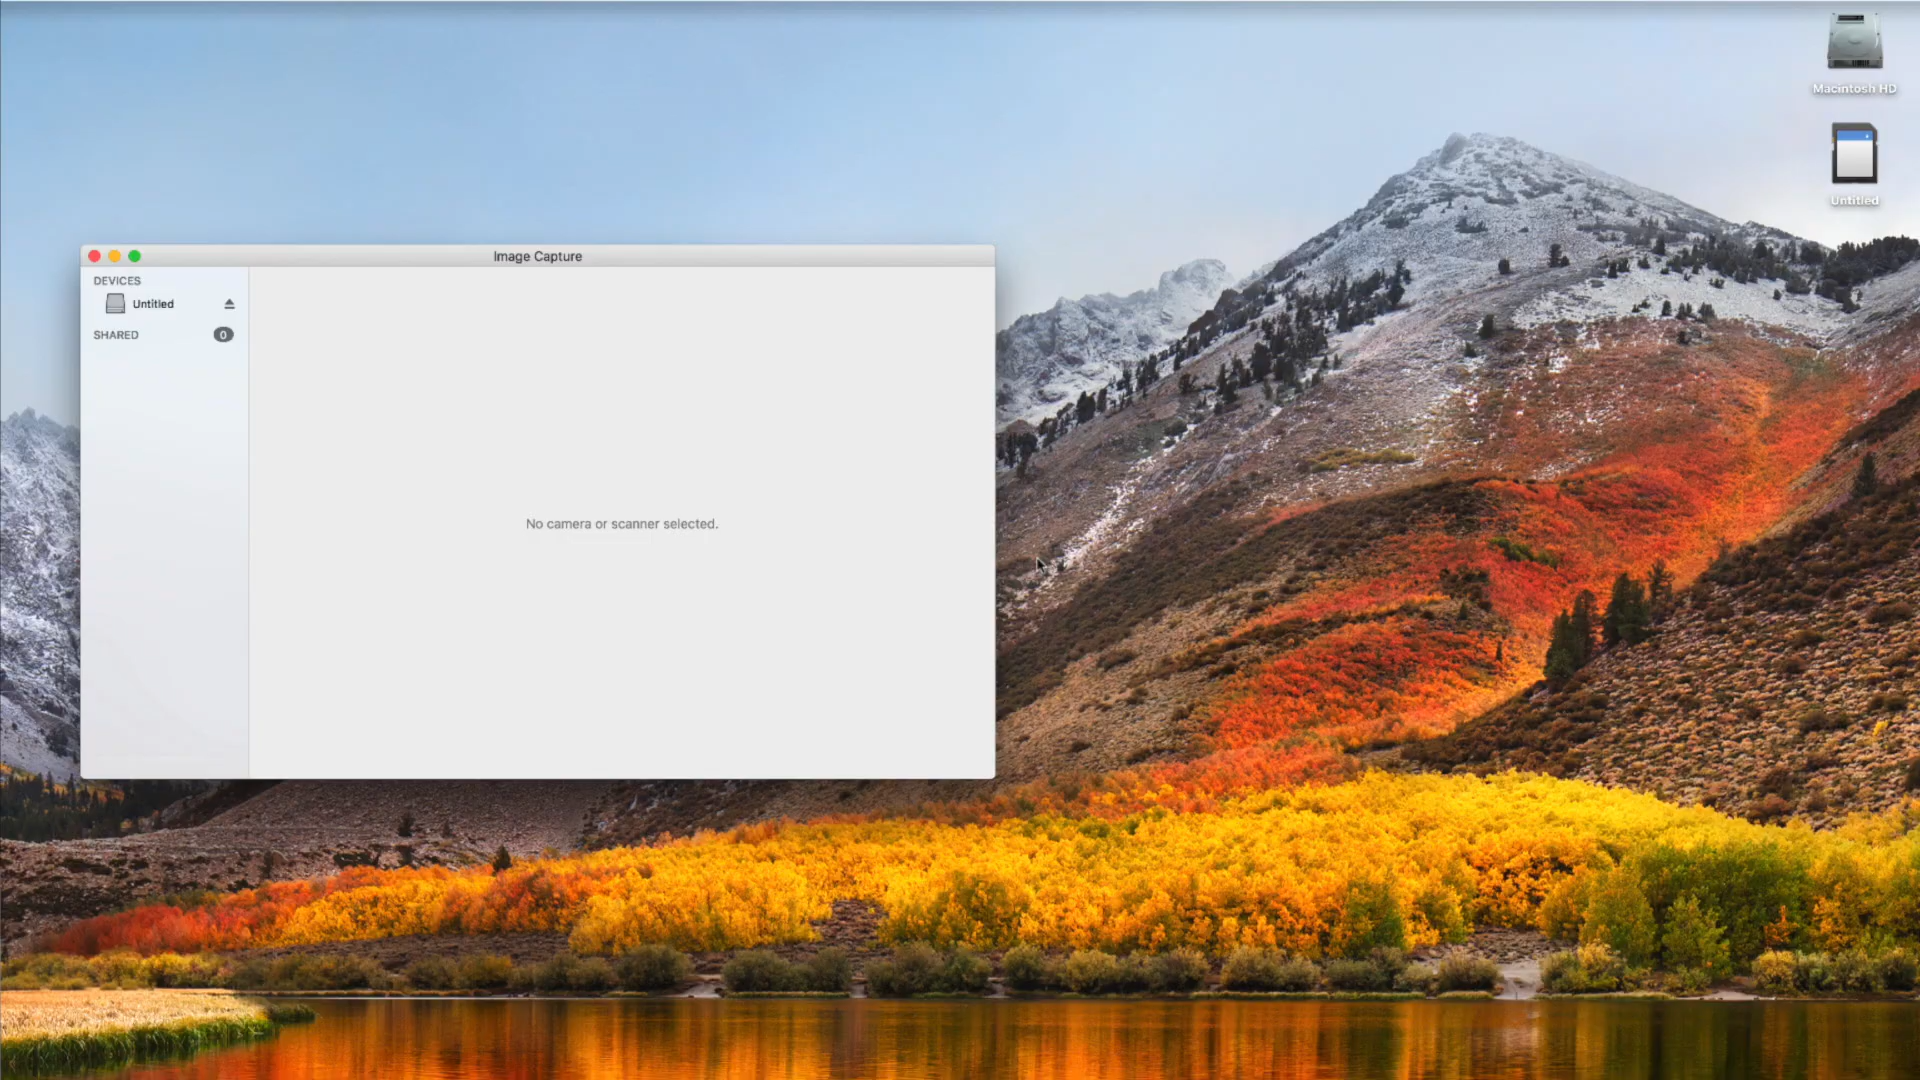 Macintosh HD
Untitled
Image Capture
DEVICES
Untitled
SHARED
0
No camera or scanner selected.